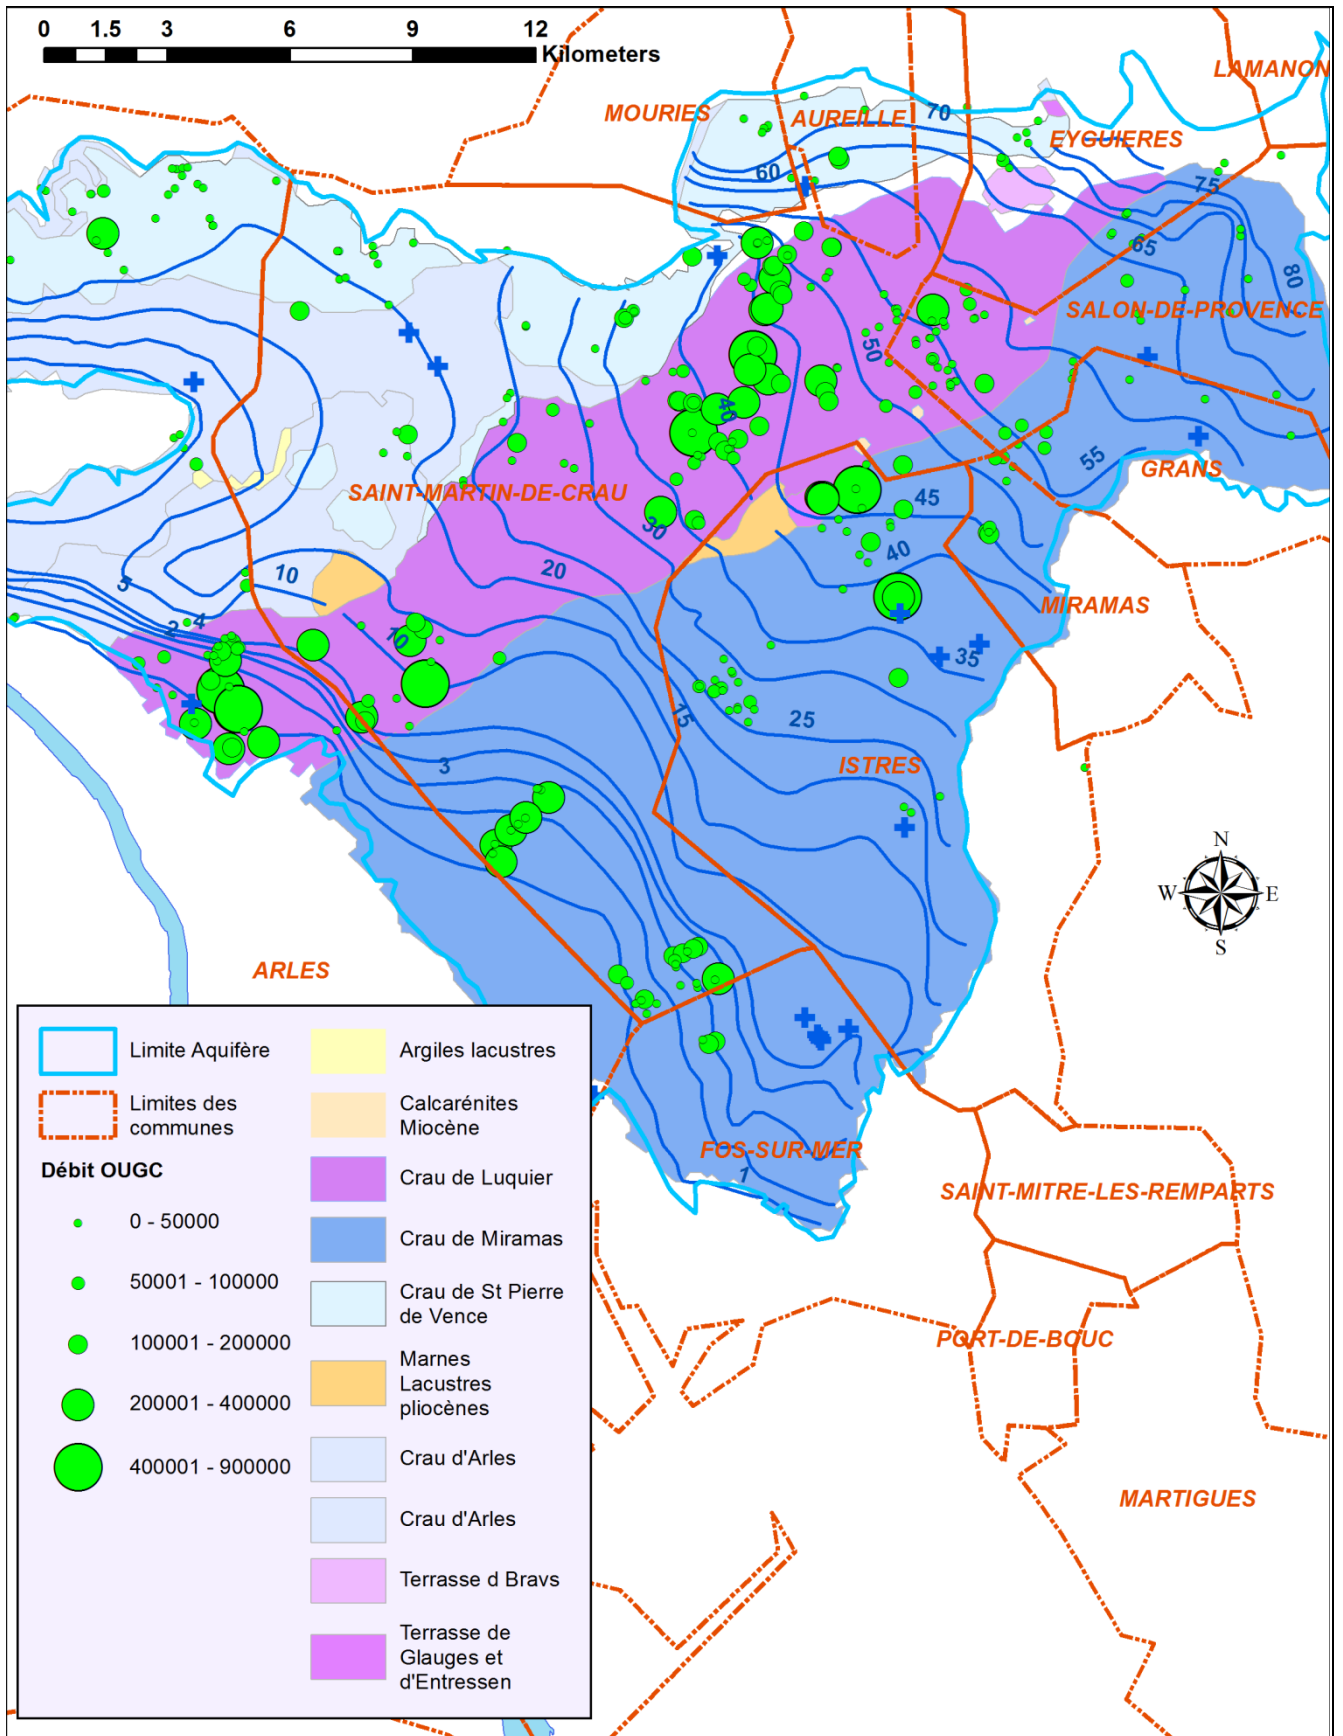 0 1.5 3 6 9 12
Kilometers
LAMANON
MOURIES
AUREILLE
70
EYGUIERES
60
75
65
80
SALON-DE-PROVENCE
50
40
55
GRANS
SAINT-MARTIN-DE-CRAU
45
30
40
20
10
5
MIRAMAS
2
4
10
35
15
25
ISTRES
3
N
W
E
S
ARLES
FOS-SUR-MER
1
SAINT-MITRE-LES-REMPARTS
PORT-DE-BOUC
MARTIGUES
Limite Aquifère
Limites des
communes
Débit OUGC
0 - 50000
50001 - 100000
100001 - 200000
200001 - 400000
400001 - 900000
Argiles lacustres
Calcarénites
Miocène
Crau de Luquier
Crau de Miramas
Crau de St Pierre
de Vence
Marnes
Lacustres
pliocènes
Crau d'Arles
Crau d'Arles
Terrasse d Bravs
Terrasse de
Glauges et
d'Entressen